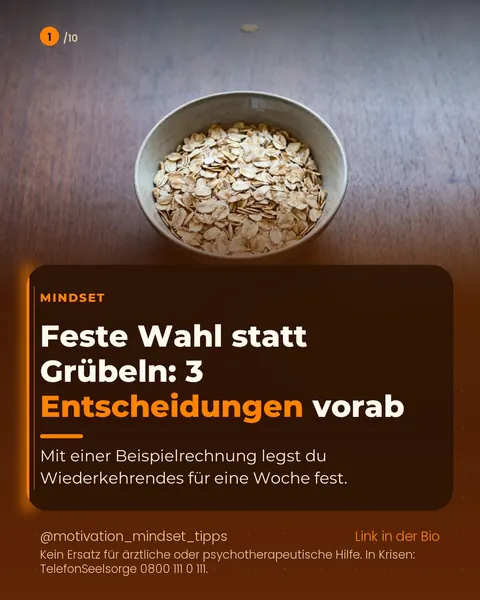 1 /10
MINDSET
Feste Wahl statt
Grübeln: 3
Entscheidungen vorab
Mit einer Beispielrechnung legst du
Wiederkehrendes für eine Woche fest.
@motivation_mindset_tipps
Link in der Bio
Kein Ersatz für ärztliche oder psychotherapeutische Hilfe. In Krisen:
TelefonSeelsorge 0800 111 0 111.